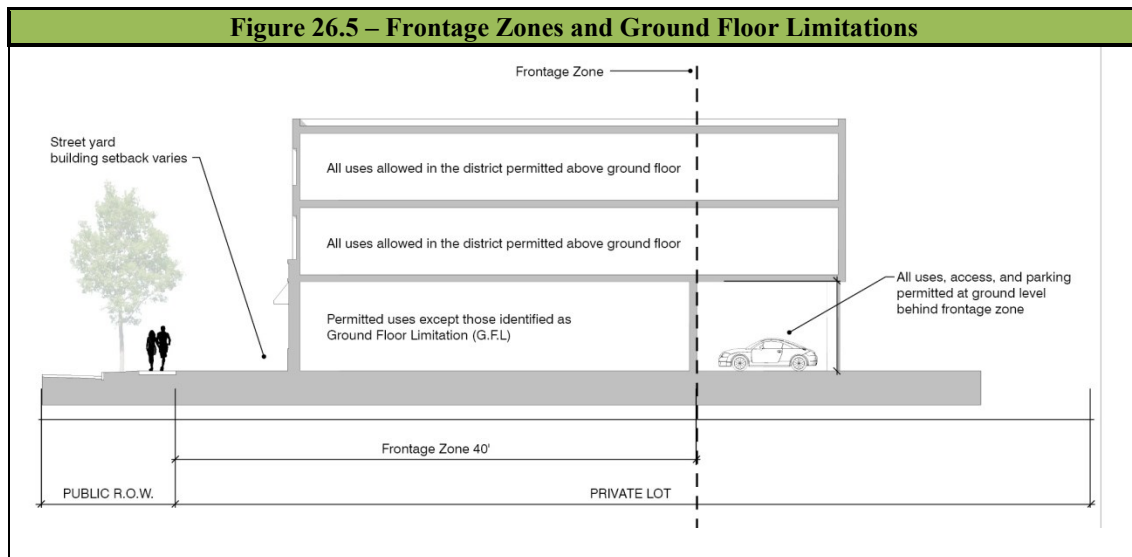 Figure 26.5 – Frontage Zones and Ground Floor Limitations
Frontage Zone
Street yard
building setback varies
All uses allowed in the district permitted above ground floor
All uses allowed in the district permitted above ground floor
All uses, access, and parking
permitted at ground level
behind frontage zone
Permitted uses except those identified as
Ground Floor Limitation (G.F.L)
Frontage Zone 40'
PUBLIC R.O.W.
PRIVATE LOT